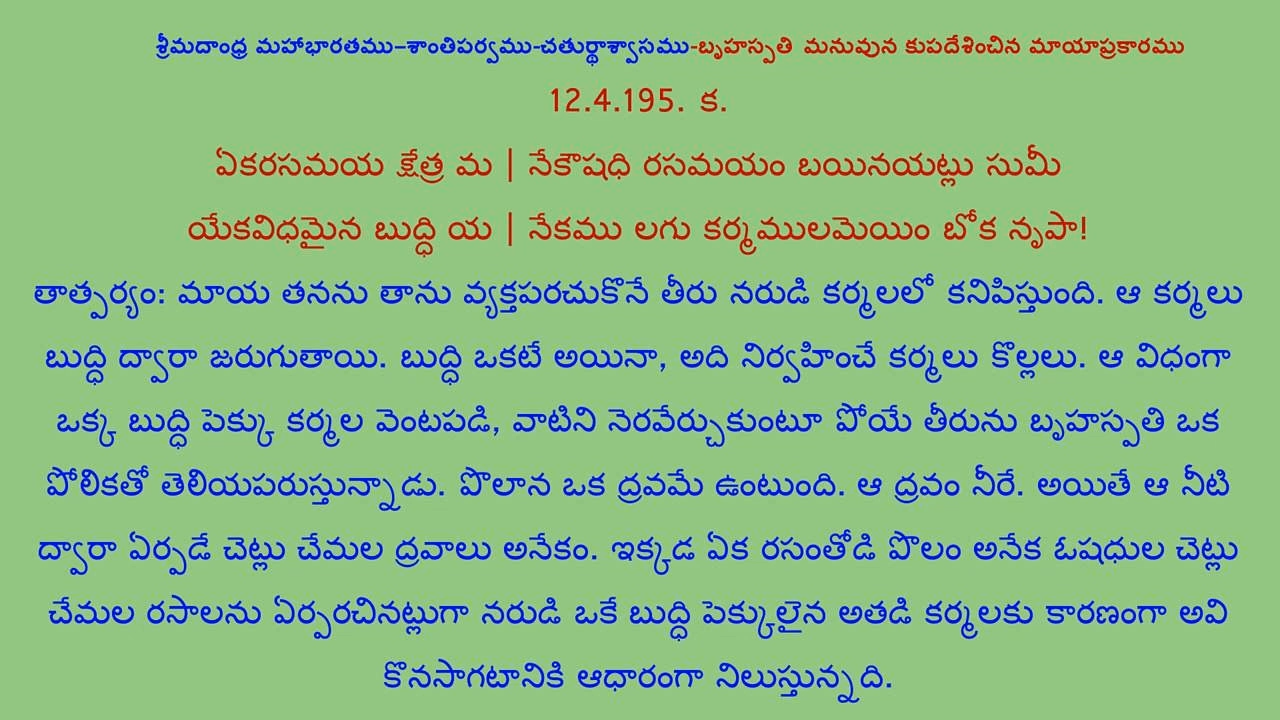 శ్రీమదాంధ్ర మహాభారతము–శాంతిపర్వము-చతుర్థాశ్వాసము-బృహస్పతి మనువున కుపదేశించిన మాయాప్రకారము
12.4.195. క.
ఏకరసమయ క్షేత్ర మ | నేకౌషధి రసమయం బయినయట్లు సుమీ
యేకవిధమైన బుద్ధి య | నేకము లగు కర్మములమెయిం బోక నృపా!
తాత్పర్యం: మాయ తనను తాను వ్యక్తపరచుకొనే తీరు నరుడి కర్మలలో కనిపిస్తుంది. ఆ కర్మలు
బుద్ధి ద్వారా జరుగుతాయి. బుద్ధి ఒకటే అయినా, అది నిర్వహించే కర్మలు కొల్లలు. ఆ విధంగా
ఒక్క బుద్ధి పెక్కు కర్మల వెంటపడి, వాటిని నెరవేర్చుకుంటూ పోయే తీరును బృహస్పతి ఒక
పోలికతో తెలియపరుస్తున్నాడు. పొలాన ఒక ద్రవమే ఉంటుంది. ఆ ద్రవం నీరే. అయితే ఆ నీటి
ద్వారా ఏర్పడే చెట్లు చేమల ద్రవాలు అనేకం. ఇక్కడ ఏక రసంతోడి పొలం అనేక ఓషధుల చెట్లు
చేమల రసాలను ఏర్పరచినట్లుగా నరుడి ఒకే బుద్ధి పెక్కులైన అతడి కర్మలకు కారణంగా అవి
కొనసాగటానికి ఆధారంగా నిలుస్తున్నది.